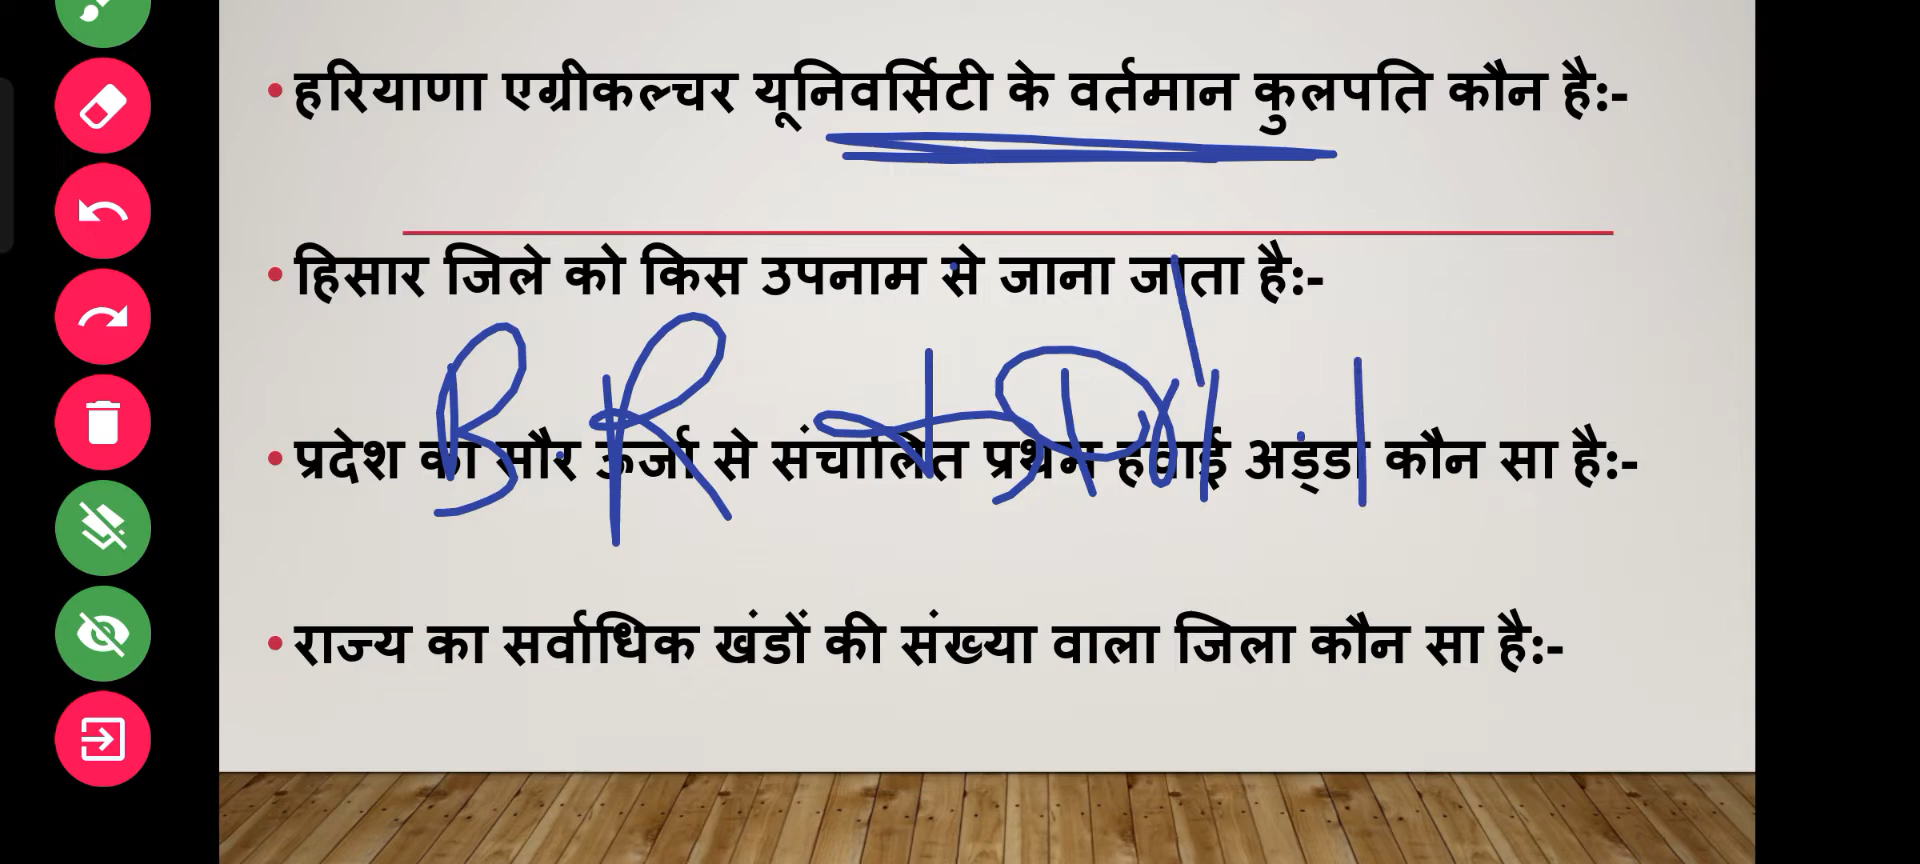 हरियाणा एग्रीकल्चर यूनिवर्सिटी के वर्तमान कुलपति कौन है:-
हिसार जिले को किस उपनाम से जाना जाता है:-
प्रदेश का सौर ऊर्जा से संचालित प्रथम हवाई अड्डा कौन सा है:-
राज्य का सर्वाधिक खंडों की संख्या वाला जिला कौन सा है:-